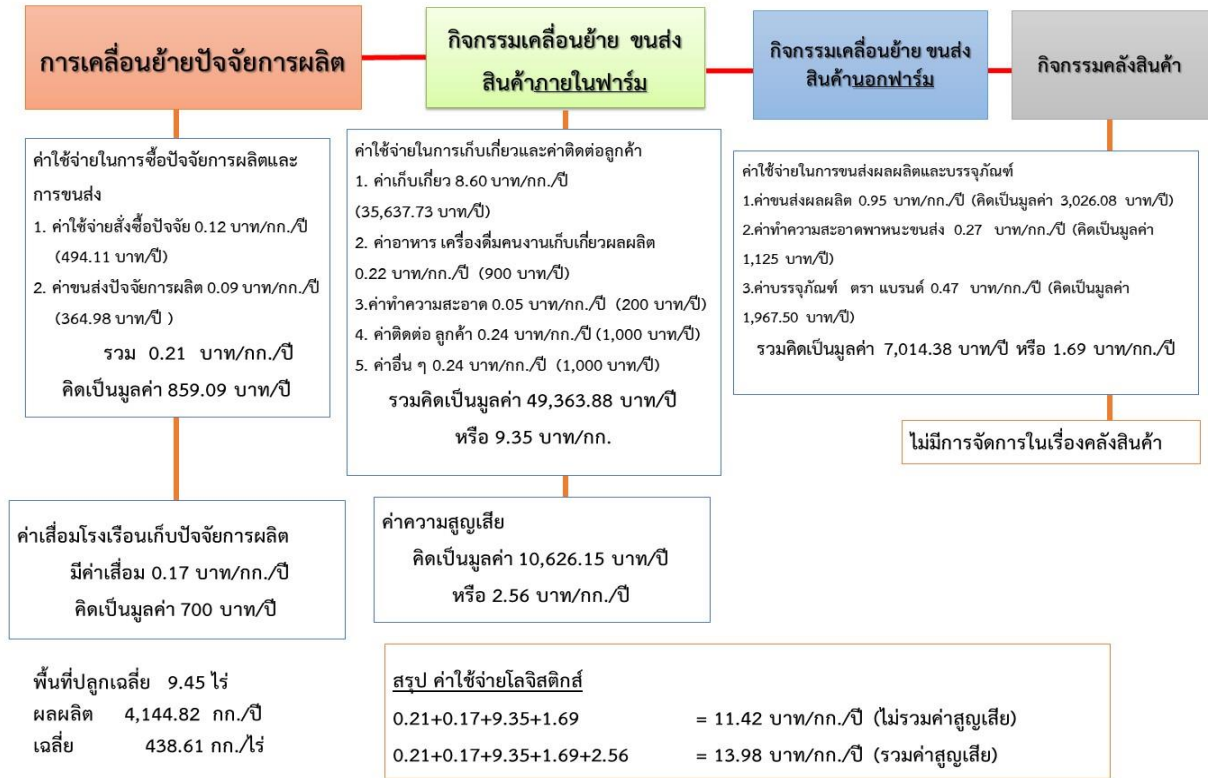 การเคลื่อนย้ายปัจจัยการผลิต
กิจกรรมเคลื่อนย้าย ขนส่ง
สินค้าภายในฟาร์ม
กิจกรรมเคลื่อนย้าย ขนส่ง
สินค้านอกฟาร์ม
กิจกรรมคลังสินค้า
ค่าใช้จ่ายในการซื้อปัจจัยการผลิตและ
การขนส่ง
1. ค่าใช้จ่ายสั่งซื้อปัจจัย 0.12 บาท/กก./ปี
(494.11 บาท/ปี)
2. ค่าขนส่งปัจจัยการผลิต 0.09 บาท/กก./ปี
(364.98 บาท/ปี )
รวม 0.21 บาท/กก./ปี
คิดเป็นมูลค่า 859.09 บาท/ปี
ค่าใช้จ่ายในการเก็บเกี่ยวและค่าติดต่อลูกค้า
1. ค่าเก็บเกี่ยว 8.60 บาท/กก./ปี
(35,637.73 บาท/ปี)
2. ค่าอาหาร เครื่องดื่มคนงานเก็บเกี่ยวผลผลิต
0.22 บาท/กก./ปี (900 บาท/ปี)
3.ค่าทำความสะอาด 0.05 บาท/กก./ปี (200 บาท/ปี)
4. ค่าติดต่อ ลูกค้า 0.24 บาท/กก./ปี (1,000 บาท/ปี)
5. ค่าอื่น ๆ 0.24 บาท/กก./ปี (1,000 บาท/ปี)
รวมคิดเป็นมูลค่า 49,363.88 บาท/ปี
หรือ 9.35 บาท/กก.
ค่าใช้จ่ายในการขนส่งผลผลิตและบรรจุภัณฑ์
1.ค่าขนส่งผลผลิต 0.95 บาท/กก./ปี (คิดเป็นมูลค่า 3,026.08 บาท/ปี)
2.ค่าทำความสะอาดพาหนะขนส่ง 0.27 บาท/กก./ปี (คิดเป็นมูลค่า
1,125 บาท/ปี)
3.ค่าบรรจุภัณฑ์ ตรา แบรนด์ 0.47 บาท/กก./ปี (คิดเป็นมูลค่า
1,967.50 บาท/ปี)
รวมคิดเป็นมูลค่า 7,014.38 บาท/ปี หรือ 1.69 บาท/กก./ปี
ไม่มีการจัดการในเรื่องคลังสินค้า
ค่าเสื่อมโรงเรือนเก็บปัจจัยการผลิต
มีค่าเสื่อม 0.17 บาท/กก./ปี
คิดเป็นมูลค่า 700 บาท/ปี
ค่าความสูญเสีย
คิดเป็นมูลค่า 10,626.15 บาท/ปี
หรือ 2.56 บาท/กก./ปี
พื้นที่ปลูกเฉลี่ย 9.45 ไร่
ผลผลิต 4,144.82 กก./ปี
เฉลี่ย 438.61 กก./ไร่
สรุป ค่าใช้จ่ายโลจิสติกส์
0.21+0.17+9.35+1.69 = 11.42 บาท/กก./ปี (ไม่รวมค่าสูญเสีย)
0.21+0.17+9.35+1.69+2.56 = 13.98 บาท/กก./ปี (รวมค่าสูญเสีย)